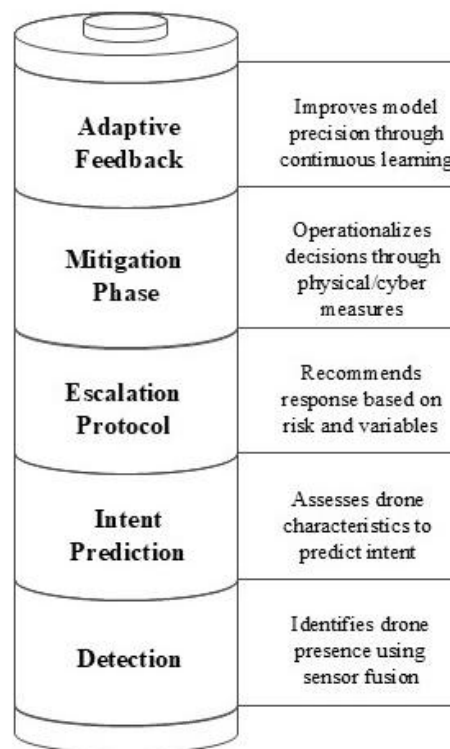 Adaptive
Feedback
Improves model
precision through
continuous learning
Mitigation
Phase
Operationalizes
decisions through
physical/cyber
measures
Escalation
Protocol
Recommends
response based on
risk and variables
Intent
Prediction
Assesses drone
characteristics to
predict intent
Detection
Identifies drone
presence using
sensor fusion